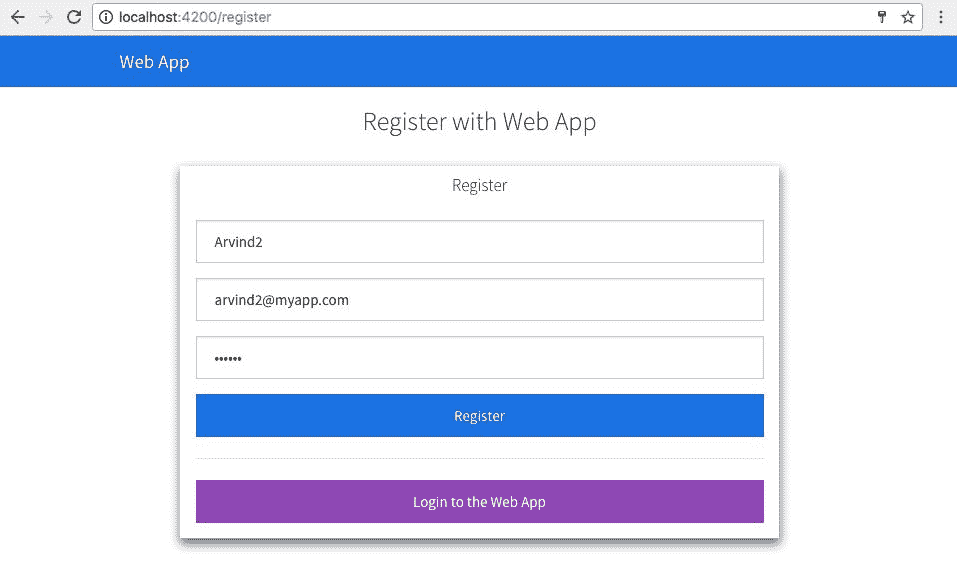 localhost:4200/register
Web App
Register with Web App
Register
Arvind2
arvind2@myapp.com
••••••
Register
Login to the Web App